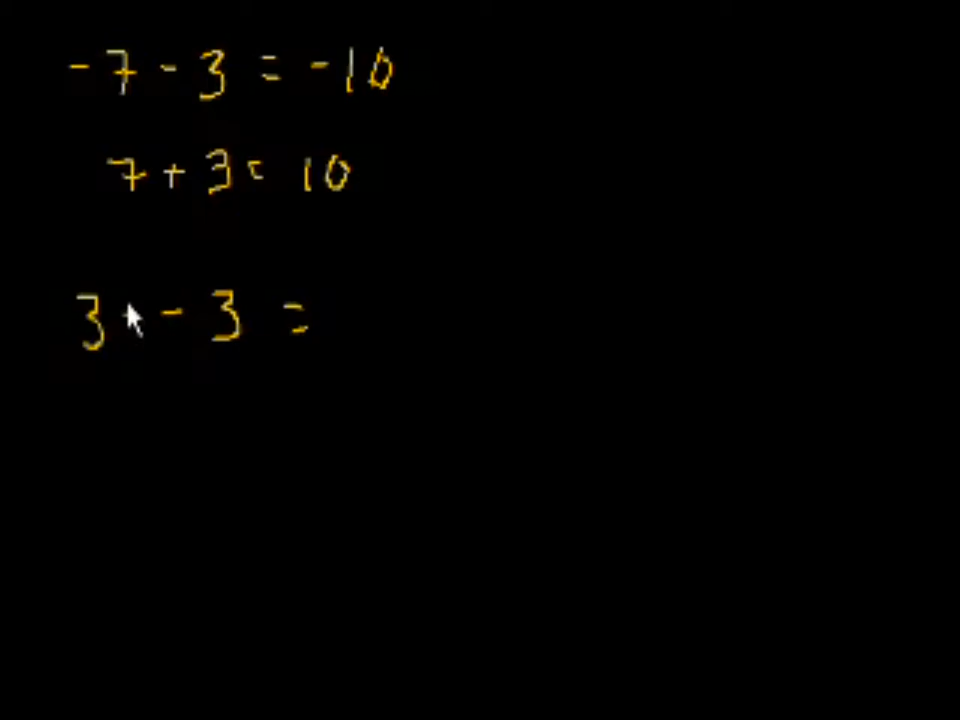 -7-3=-10
7+3=10
3 - 3 =